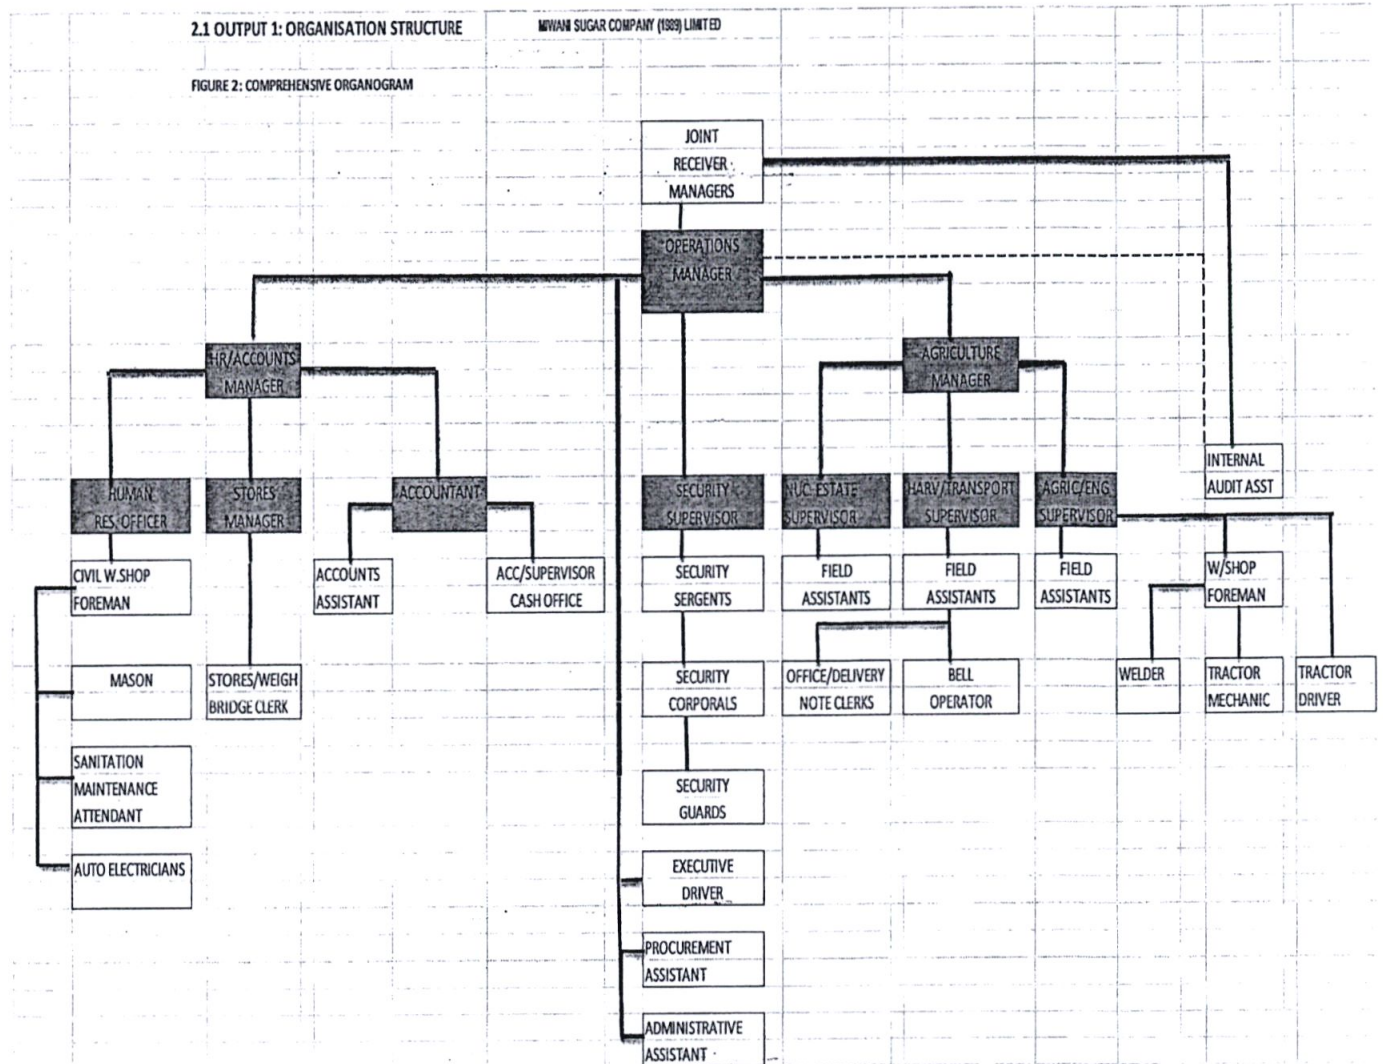 2.1 OUTPUT 1: ORGANISATION STRUCTURE
MIWANI SUGAR COMPANY (1989) LIMITED
FIGURE 2: COMPREHENSIVE ORGANOGRAM
JOINT
RECEIVER
MANAGERS
OPERATIONS
MANAGER
HR/ACCOUNTS
MANAGER
AGRICULTURE
MANAGER
INTERNAL
AUDIT ASST
HUMAN
RES. OFFICER
STORES
MANAGER
ACCOUNTANT
SECURITY
SUPERVISOR
NUC. ESTATE
SUPERVISOR
HARV/TRANSPORT
SUPERVISOR
AGRIC/ENG
SUPERVISOR
CIVIL W.SHOP
FOREMAN
ACCOUNTS
ASSISTANT
ACC/SUPERVISOR
CASH OFFICE
SECURITY
SERGENTS
FIELD
ASSISTANTS
FIELD
ASSISTANTS
FIELD
ASSISTANTS
W/SHOP
FOREMAN
MASON
STORES/WEIGH
BRIDGE CLERK
SECURITY
CORPORALS
OFFICE/DELIVERY
NOTE CLERKS
BELL
OPERATOR
WELDER
TRACTOR
MECHANIC
TRACTOR
DRIVER
SANITATION
MAINTENANCE
ATTENDANT
SECURITY
GUARDS
AUTO ELECTRICIANS
EXECUTIVE
DRIVER
PROCUREMENT
ASSISTANT
ADMINISTRATIVE
ASSISTANT